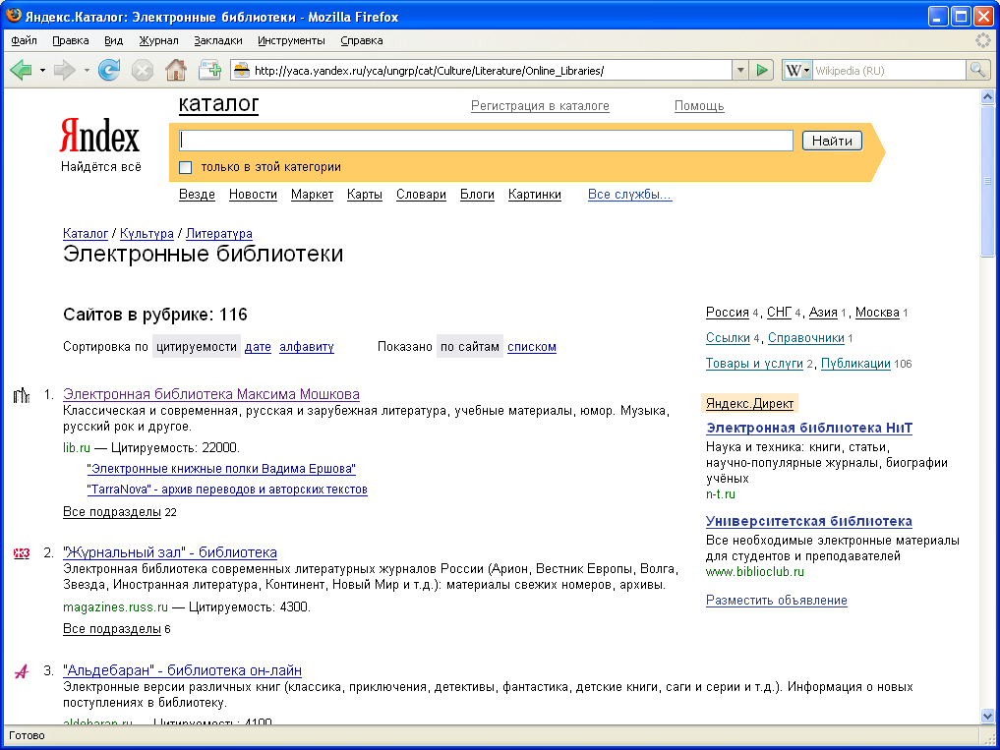 Яндекс.Каталог: Электронные библиотеки - Mozilla Firefox
Файл Правка Вид Журнал Закладки Инструменты Справка
http://yaca.yandex.ru/yca/ungrp/cat/Culture/Literature/Online_Libraries/
W Wikipedia (RU)
каталог Регистрация в каталоге Помощь
Яndex
Найдётся всё
Найти
только в этой категории
Везде Новости Маркет Карты Словари Блоги Картинки Все службы...
Каталог / Культура / Литература
Электронные библиотеки
Сайтов в рубрике: 116
Сортировка по цитируемости дате алфавиту Показано по сайтам списком
1. Электронная библиотека Максима Мошкова
Классическая и современная, русская и зарубежная литература, учебные материалы, юмор. Музыка,
русский рок и другое.
lib.ru — Цитируемость: 22000.
"Электронные книжные полки Вадима Ершова"
"TarraNova" - архив переводов и авторских текстов
Все подразделы 22
ЖЗ 2. "Журнальный зал" - библиотека
Электронная библиотека современных литературных журналов России (Арион, Вестник Европы, Волга,
Звезда, Иностранная литература, Континент, Новый Мир и т.д.): материалы свежих номеров, архивы.
magazines.russ.ru — Цитируемость: 4300.
Все подразделы 6
А 3. "Альдебаран" - библиотека он-лайн
Электронные версии различных книг (классика, приключения, детективы, фантастика, детские книги, саги и серии и т.д.). Информация о новых
поступлениях в библиотеку.
aldebaran.ru — Цитируемость: 4100.
Россия 4, СНГ 4, Азия 1, Москва 1
Ссылки 4, Справочники 1
Товары и услуги 2, Публикации 106
Яндекс.Директ
Электронная библиотека НиТ
Наука и техника: книги, статьи,
научно-популярные журналы, биографии
учёных
n-t.ru
Университетская библиотека
Все необходимые электронные материалы
для студентов и преподавателей
www.biblioclub.ru
Разместить объявление
Готово